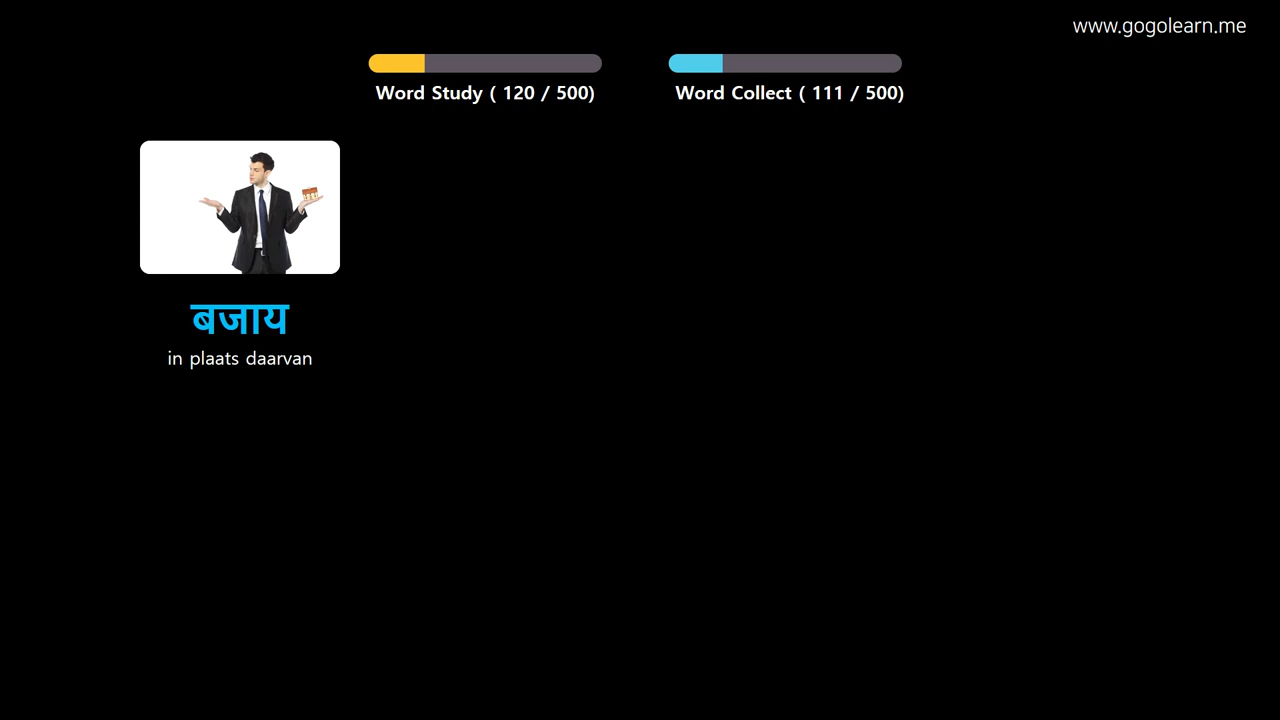 www.gogolearn.me
Word Study ( 120 / 500)
Word Collect ( 111 / 500)
बजाय
in plaats daarvan